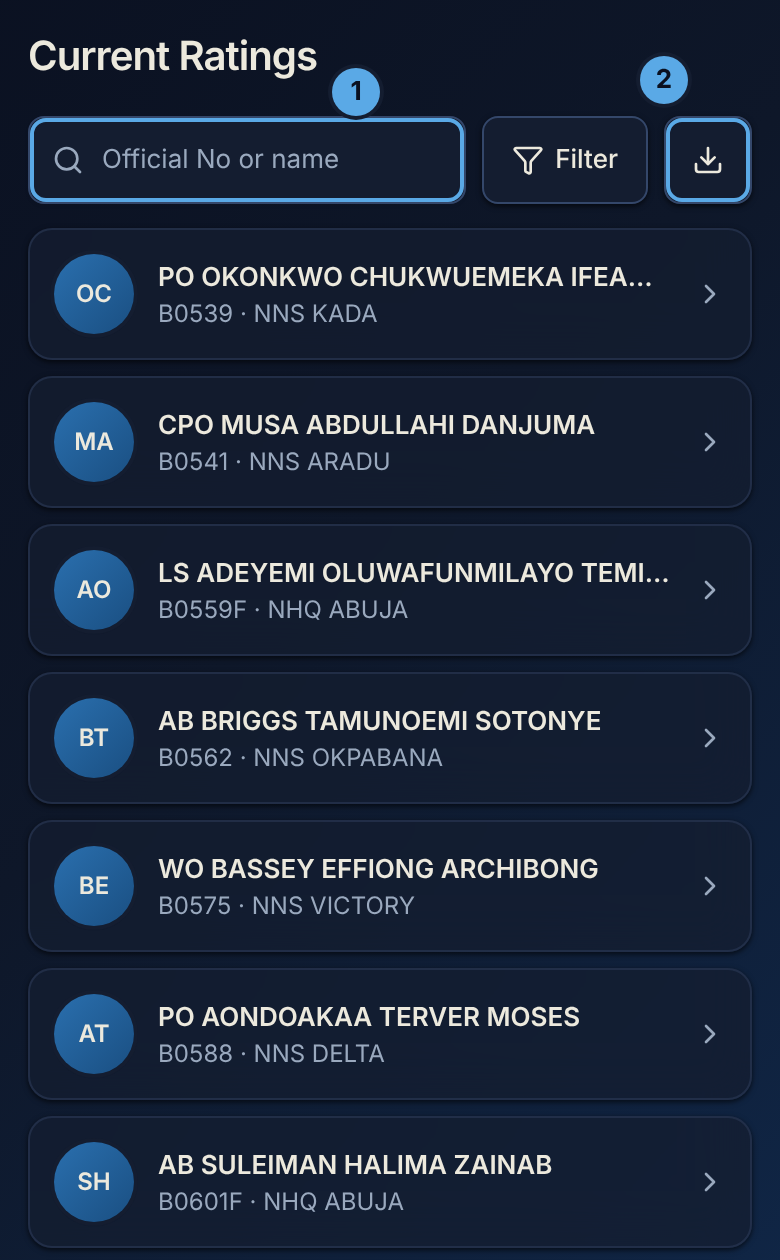 Current Ratings
1
2
Official No or name
Filter
OC
PO OKONKWO CHUKWUEMEKA IFEA...
B0539 · NNS KADA
MA
CPO MUSA ABDULLAHI DANJUMA
B0541 · NNS ARADU
AO
LS ADEYEMI OLUWAFUNMILAYO TEMI...
B0559F · NHQ ABUJA
BT
AB BRIGGS TAMUNOEMI SOTONYE
B0562 · NNS OKPABANA
BE
WO BASSEY EFFIONG ARCHIBONG
B0575 · NNS VICTORY
AT
PO AONDOAKAA TERVER MOSES
B0588 · NNS DELTA
SH
AB SULEIMAN HALIMA ZAINAB
B0601F · NHQ ABUJA